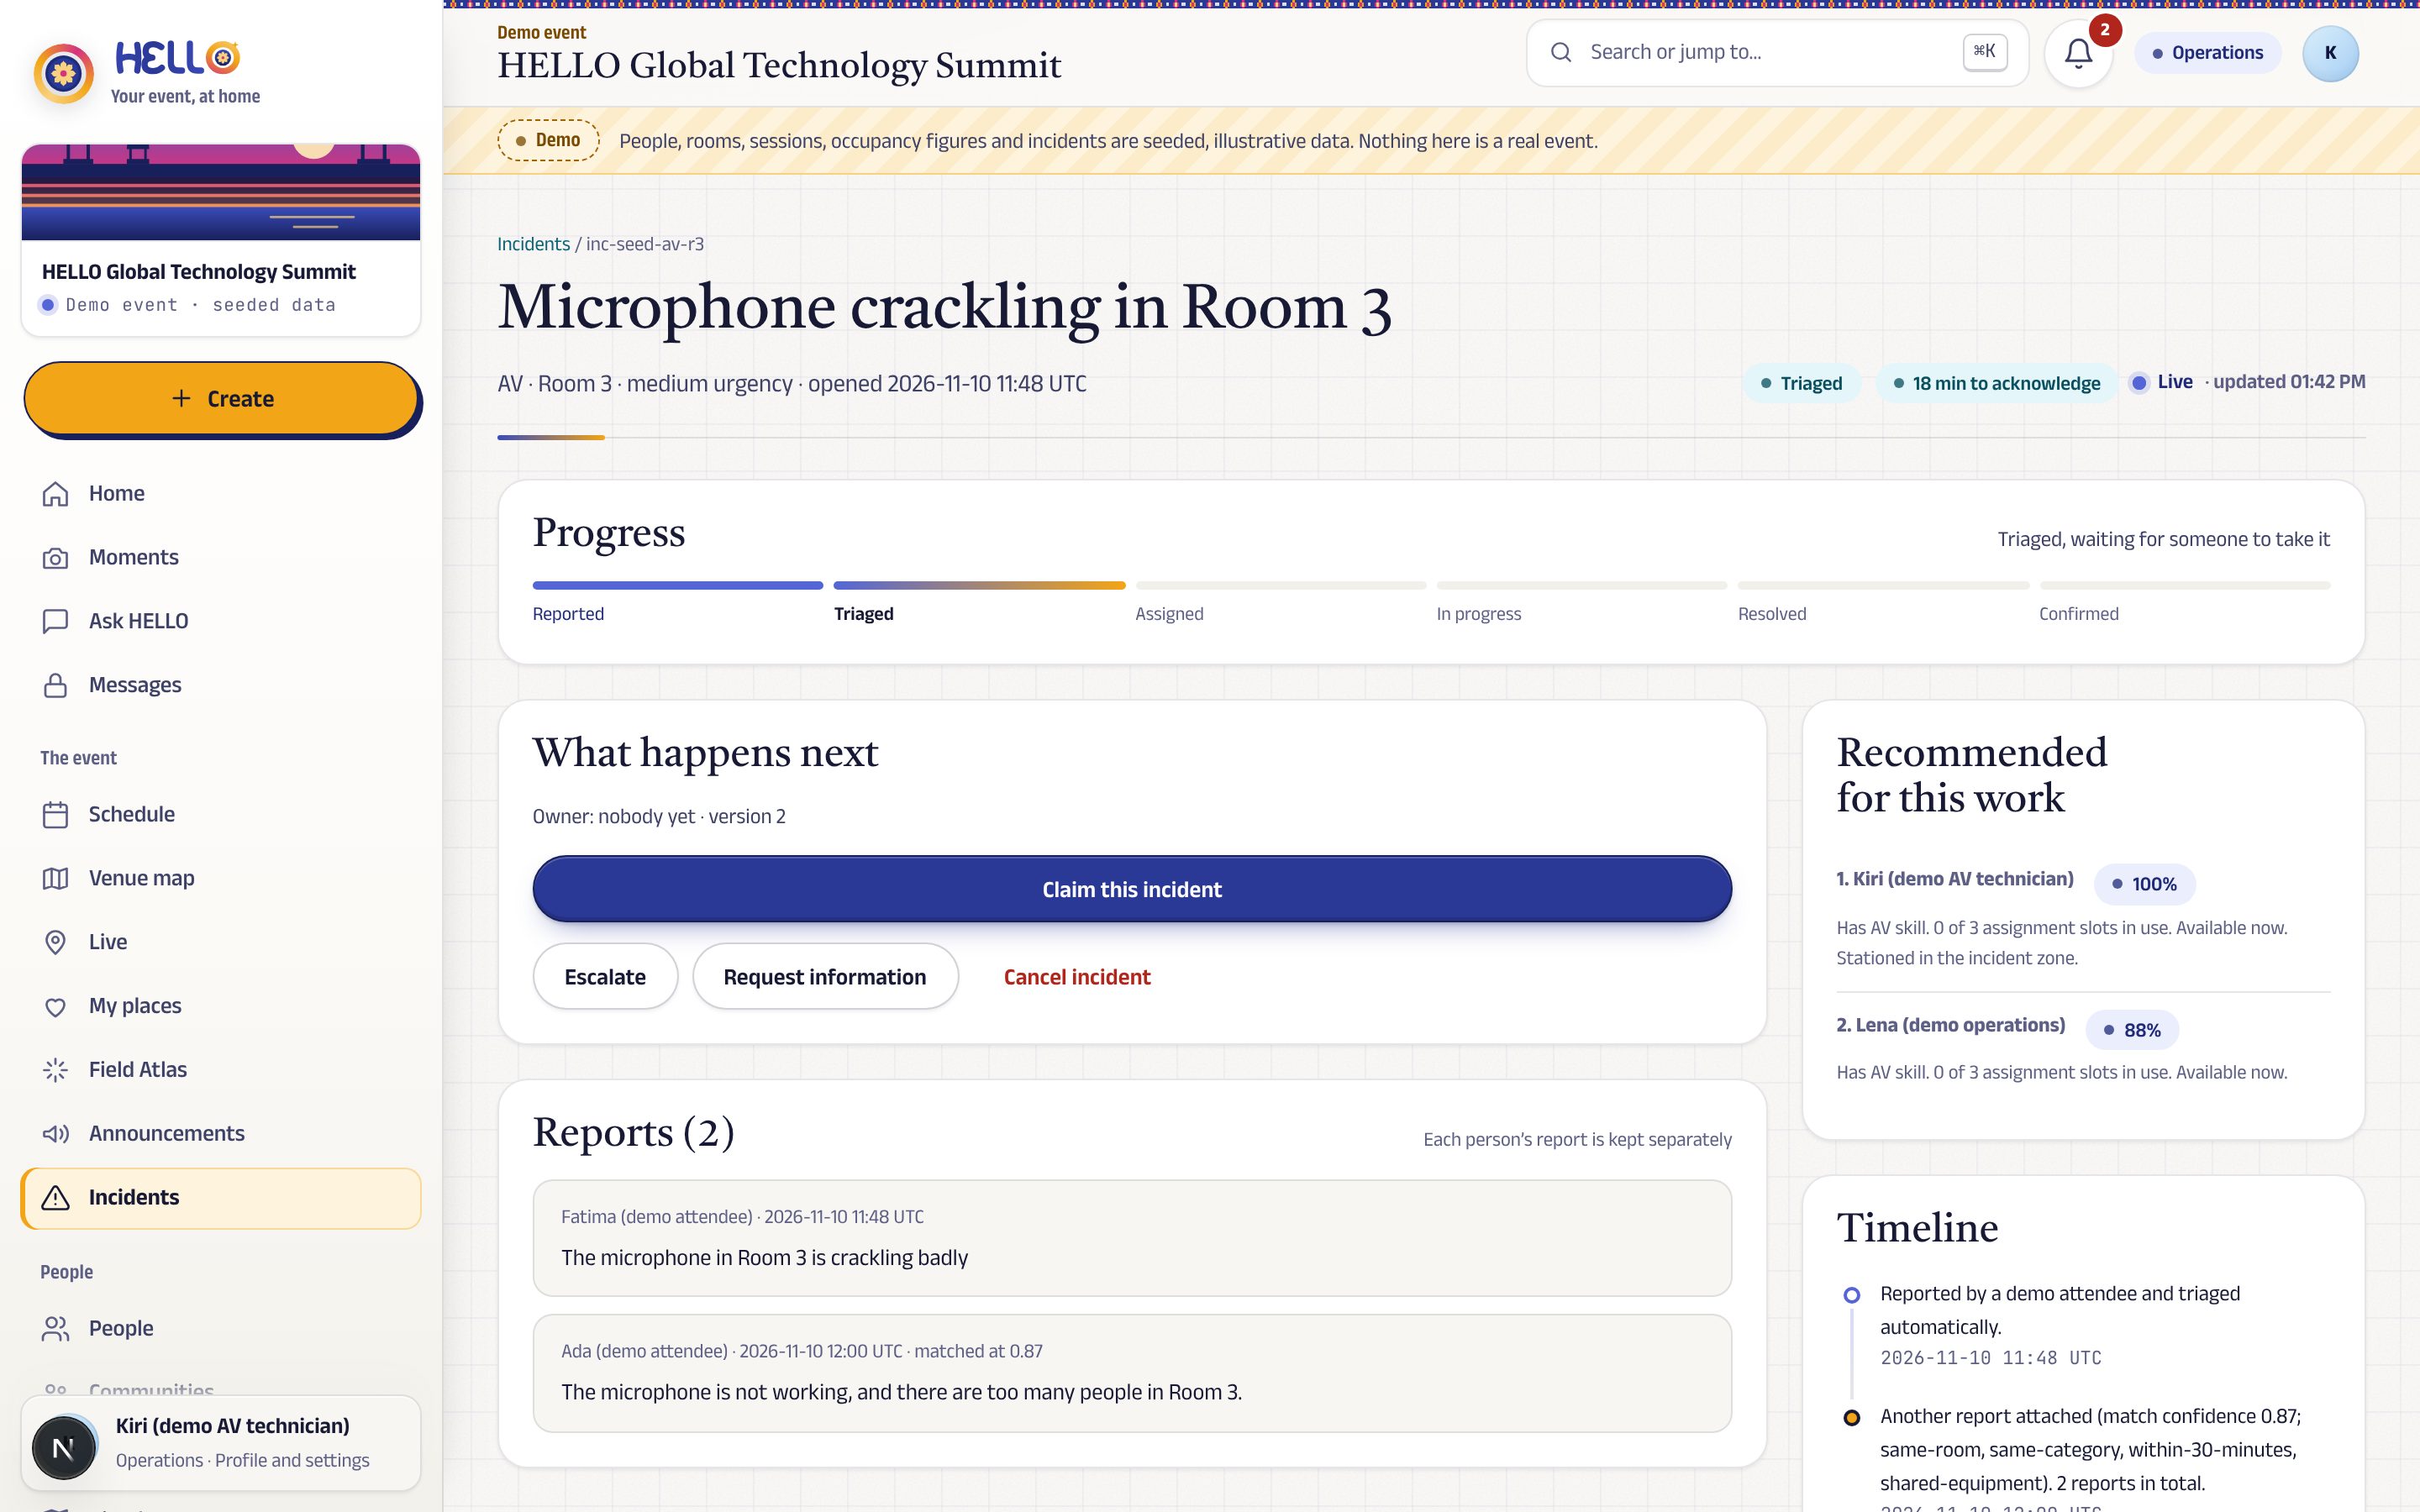 HELLO
Your event, at home
HELLO Global Technology Summit
Demo event · seeded data
+ Create
Home
Moments
Ask HELLO
Messages
The event
Schedule
Venue map
Live
My places
Field Atlas
Announcements
Incidents
People
People
Communities
Kiri (demo AV technician)
Operations · Profile and settings
N
Demo event
HELLO Global Technology Summit
Search or jump to...
⌘K
2
Operations
K
Demo
People, rooms, sessions, occupancy figures and incidents are seeded, illustrative data. Nothing here is a real event.
Incidents / inc-seed-av-r3
Microphone crackling in Room 3
AV · Room 3 · medium urgency · opened 2026-11-10 11:48 UTC
Triaged
18 min to acknowledge
Live · updated 01:42 PM
Progress
Triaged, waiting for someone to take it
Reported
Triaged
Assigned
In progress
Resolved
Confirmed
What happens next
Owner: nobody yet · version 2
Claim this incident
Escalate
Request information
Cancel incident
Reports (2)
Each person's report is kept separately
Fatima (demo attendee) · 2026-11-10 11:48 UTC
The microphone in Room 3 is crackling badly
Ada (demo attendee) · 2026-11-10 12:00 UTC · matched at 0.87
The microphone is not working, and there are too many people in Room 3.
Recommended
for this work
1. Kiri (demo AV technician)
100%
Has AV skill. 0 of 3 assignment slots in use. Available now.
Stationed in the incident zone.
2. Lena (demo operations)
88%
Has AV skill. 0 of 3 assignment slots in use. Available now.
Timeline
Reported by a demo attendee and triaged
automatically.
2026-11-10 11:48 UTC
Another report attached (match confidence 0.87;
same-room, same-category, within-30-minutes,
shared-equipment). 2 reports in total.
2026-11-10 12:00 UTC